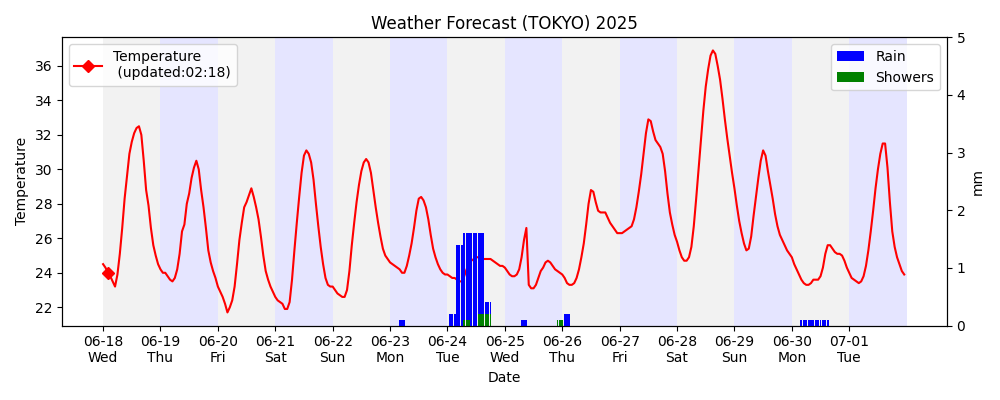 Weather Forecast (TOKYO) 2025
Temperature
(updated:02:18)
Rain
Showers
Temperature
36
34
32
30
28
26
24
22
5
4
3
2
1
0
mm
06-18 06-19 06-20 06-21 06-22 06-23 06-24 06-25 06-26 06-27 06-28 06-29 06-30 07-01
Wed Thu Fri Sat Sun Mon Tue Wed Thu Fri Sat Sun Mon Tue
Date